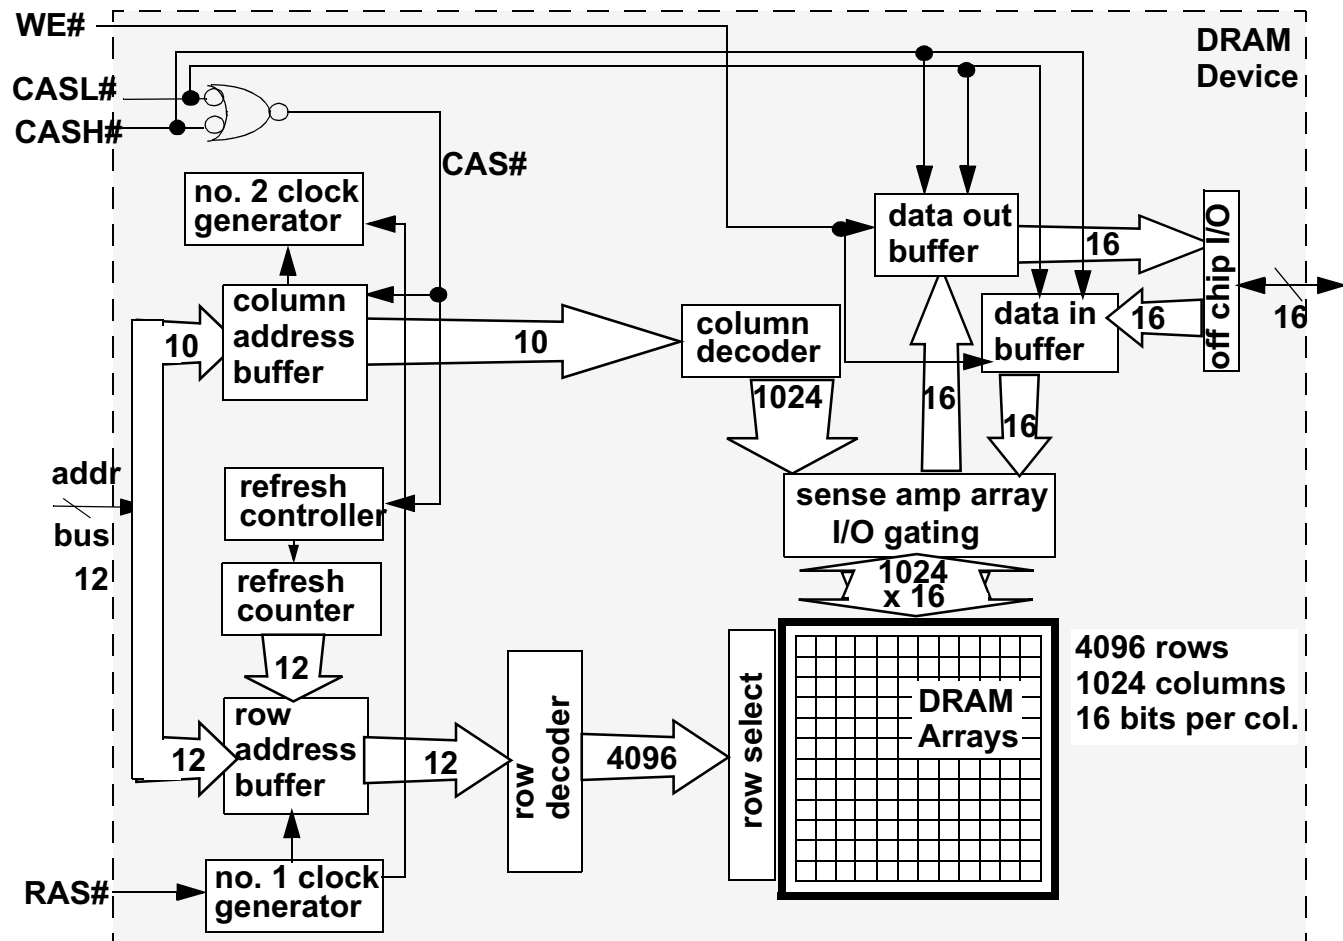 WE#
DRAM
Device
CASL#
CASH#
CAS#
no. 2 clock
generator
data out
buffer
16
off chip I/O
16
column
address
buffer
10
10
column
decoder
data in
buffer
16
1024
16
16
addr
bus
12
refresh
controller
sense amp array
I/O gating
refresh
counter
1024
x 16
12
row
address
buffer
12
12
row
decoder
4096
row select
DRAM
Arrays
4096 rows
1024 columns
16 bits per col.
RAS#
no. 1 clock
generator